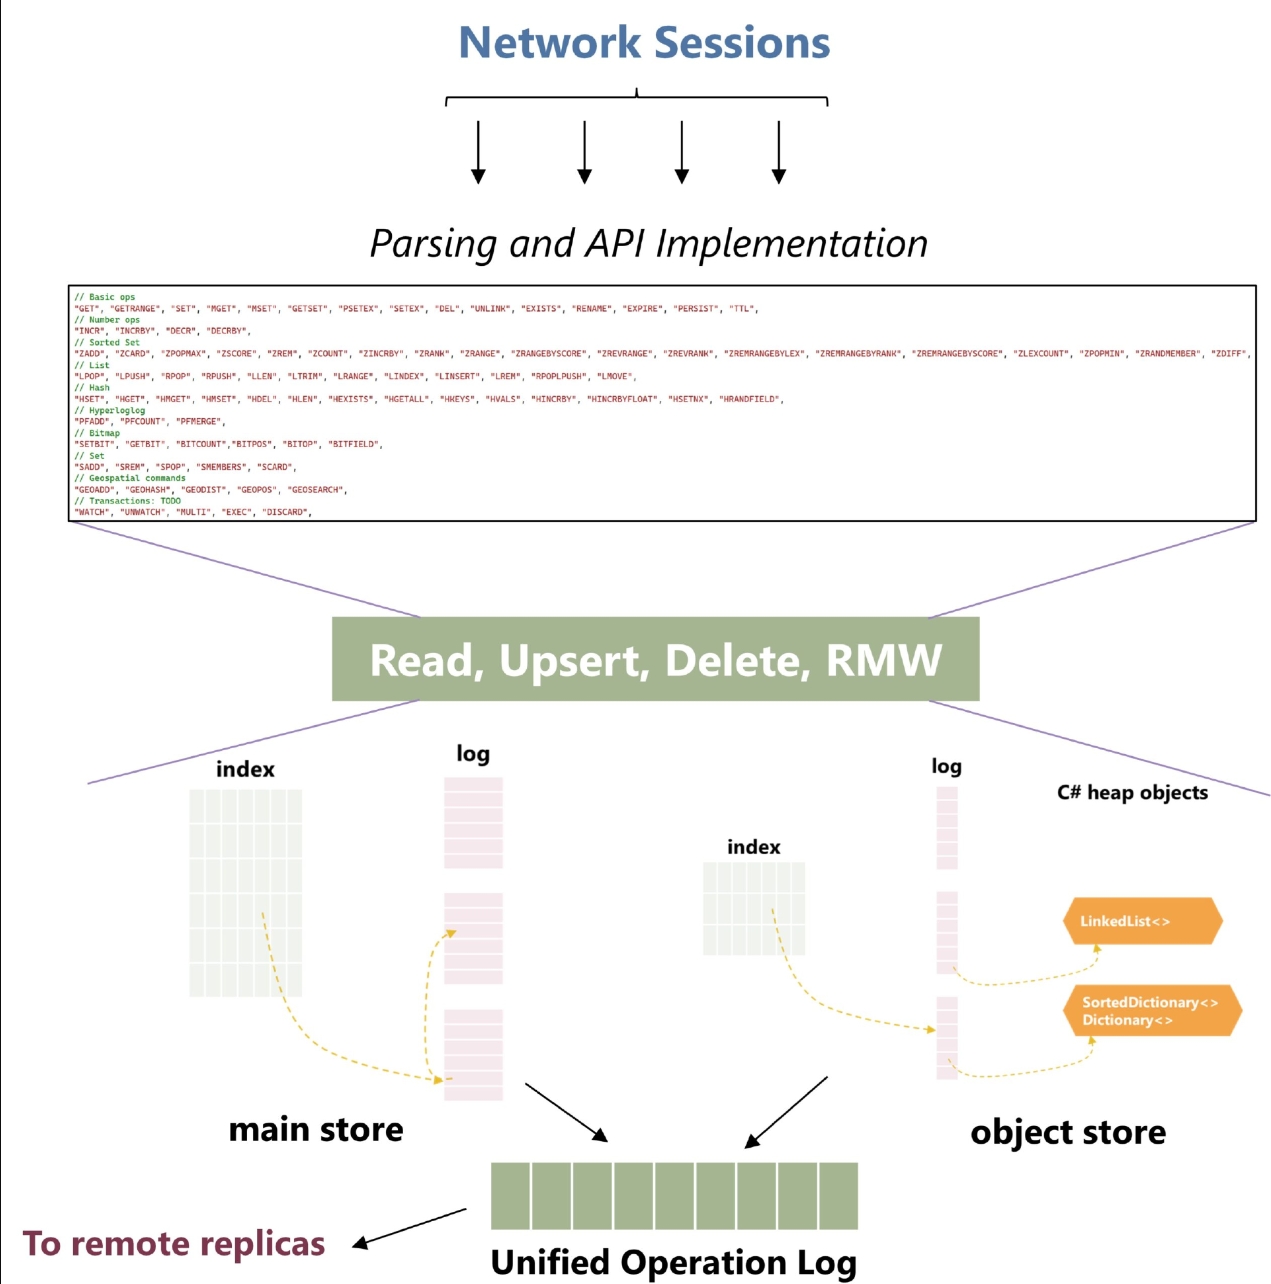 Network Sessions
Parsing and API Implementation
// Basic ops
"GET", "GETRANGE", "SET", "MGET", "MSET", "GETSET", "PSETEX", "SETEX", "DEL", "UNLINK", "EXISTS", "RENAME", "EXPIRE", "PERSIST", "TTL",
// Number ops
"INCR", "INCRBY", "DECR", "DECRBY",
// Sorted Set
"ZADD", "ZCARD", "ZPOPMAX", "ZSCORE", "ZREM", "ZCOUNT", "ZINCRBY", "ZRANK", "ZRANGE", "ZRANGEBYSCORE", "ZREVRANGE", "ZREVRANK", "ZREMRANGEBYLEX", "ZREMRANGEBYRANK", "ZREMRANGEBYSCORE", "ZLEXCOUNT", "ZPOPMIN", "ZRANDMEMBER", "ZDIFF",
// List
"LPOP", "LPUSH", "RPOP", "RPUSH", "LLEN", "LTRIM", "LRANGE", "LINDEX", "LINSERT", "LREM", "RPOPLPUSH", "LMOVE",
// Hash
"HSET", "HGET", "HMGET", "HMSET", "HDEL", "HLEN", "HEXISTS", "HGETALL", "HKEYS", "HVALS", "HINCRBY", "HINCRBYFLOAT", "HSETNX", "HRANDFIELD",
// Hyperloglog
"PFADD", "PFCOUNT", "PFMERGE",
// Bitmap
"SETBIT", "GETBIT", "BITCOUNT","BITPOS", "BITOP", "BITFIELD",
// Set
"SADD", "SREM", "SPOP", "SMEMBERS", "SCARD",
// Geospatial commands
"GEOADD", "GEOHASH", "GEODIST", "GEOPOS", "GEOSEARCH",
// Transactions: TODO
"WATCH", "UNWATCH", "MULTI", "EXEC", "DISCARD",
Read, Upsert, Delete, RMW
index
log
index
log
C# heap objects
LinkedList<>
SortedDictionary<>
Dictionary<>
main store
object store
To remote replicas
Unified Operation Log